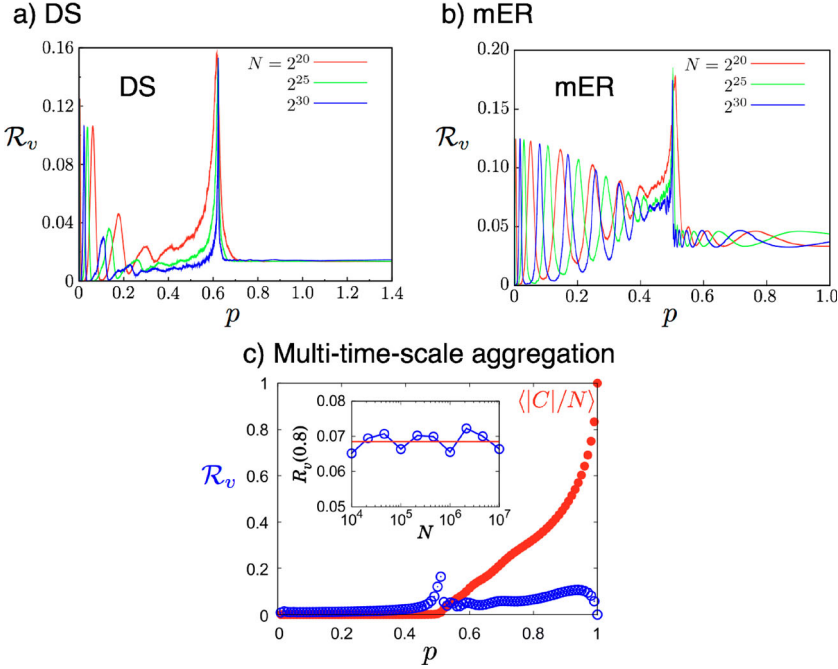 a) DS
0.16
0.12
0.08
0.04
0
R_v
DS
N = 2^20
2^25
2^30
0 0.2 0.4 0.6 0.8 1.0 1.2 1.4
p
b) mER
0.20
0.15
0.10
0.05
0
R_v
mER
N = 2^20
2^25
2^30
0 0.2 0.4 0.6 0.8 1.0
p
c) Multi-time-scale aggregation
1
0.8
0.6
0.4
0.2
0
R_v
⟨|C|/N⟩
0.09
0.08
0.07
0.06
0.05
R_v(0.8)
10^4 10^5 10^6 10^7
N
0 0.2 0.4 0.6 0.8 1
p